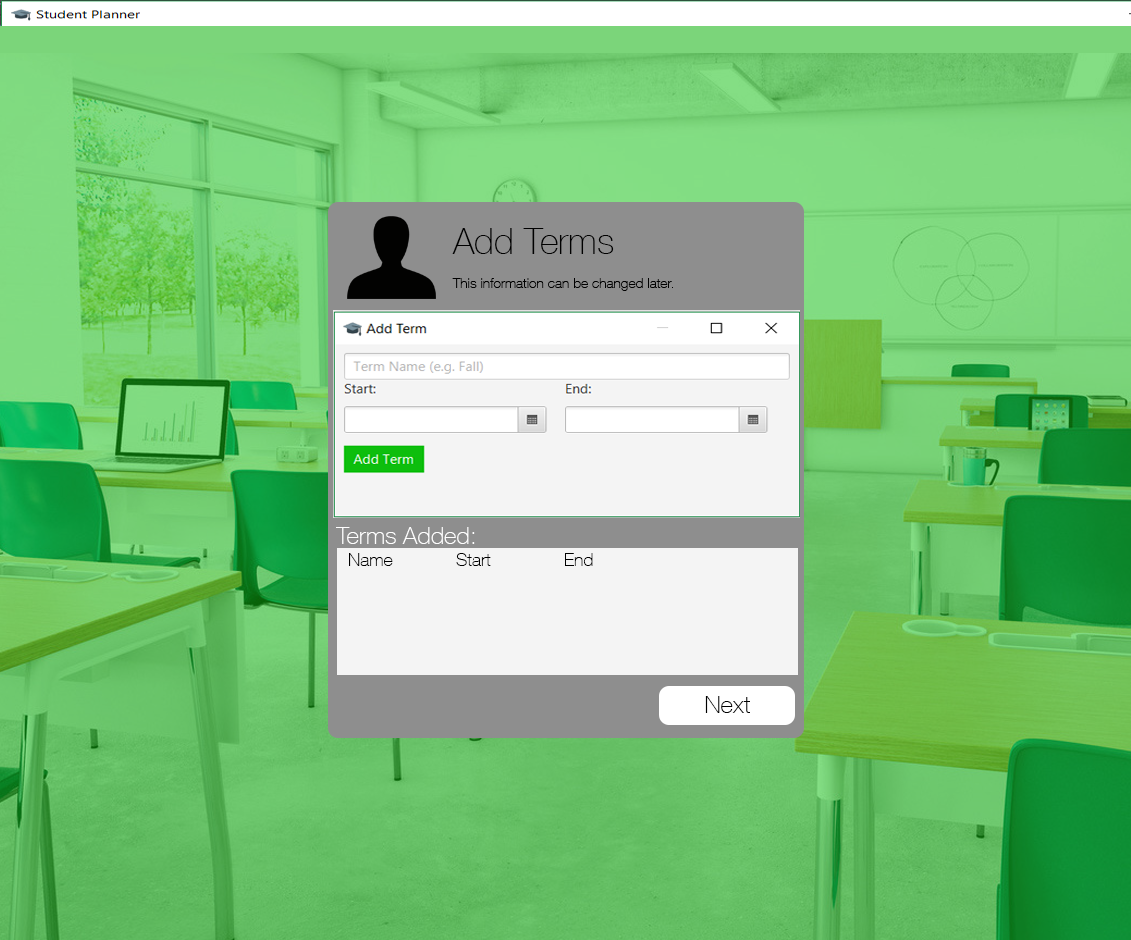 Student Planner
Add Terms
This information can be changed later.
Add Term
Term Name (e.g. Fall)
Start: End:
Add Term
Terms Added:
Name Start End
Next